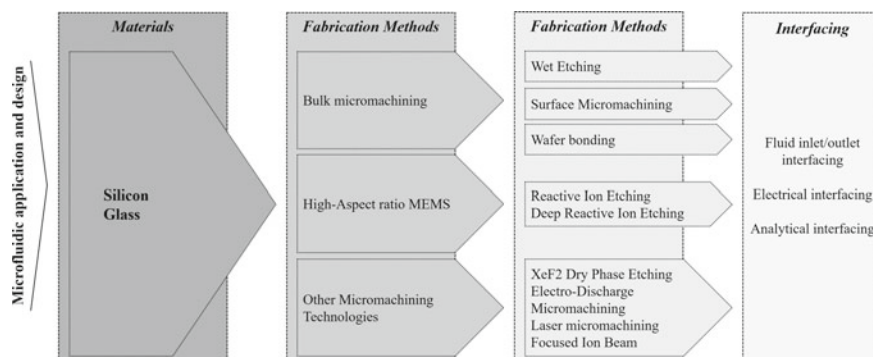 Microfluidic application and design
Materials
Silicon
Glass
Fabrication Methods
Bulk micromachining
High-Aspect ratio MEMS
Other Micromachining
Technologies
Fabrication Methods
Wet Etching
Surface Micromachining
Wafer bonding
Reactive Ion Etching
Deep Reactive Ion Etching
XeF2 Dry Phase Etching
Electro-Discharge
Micromachining
Laser micromachining
Focused Ion Beam
Interfacing
Fluid inlet/outlet
interfacing
Electrical interfacing
Analytical interfacing